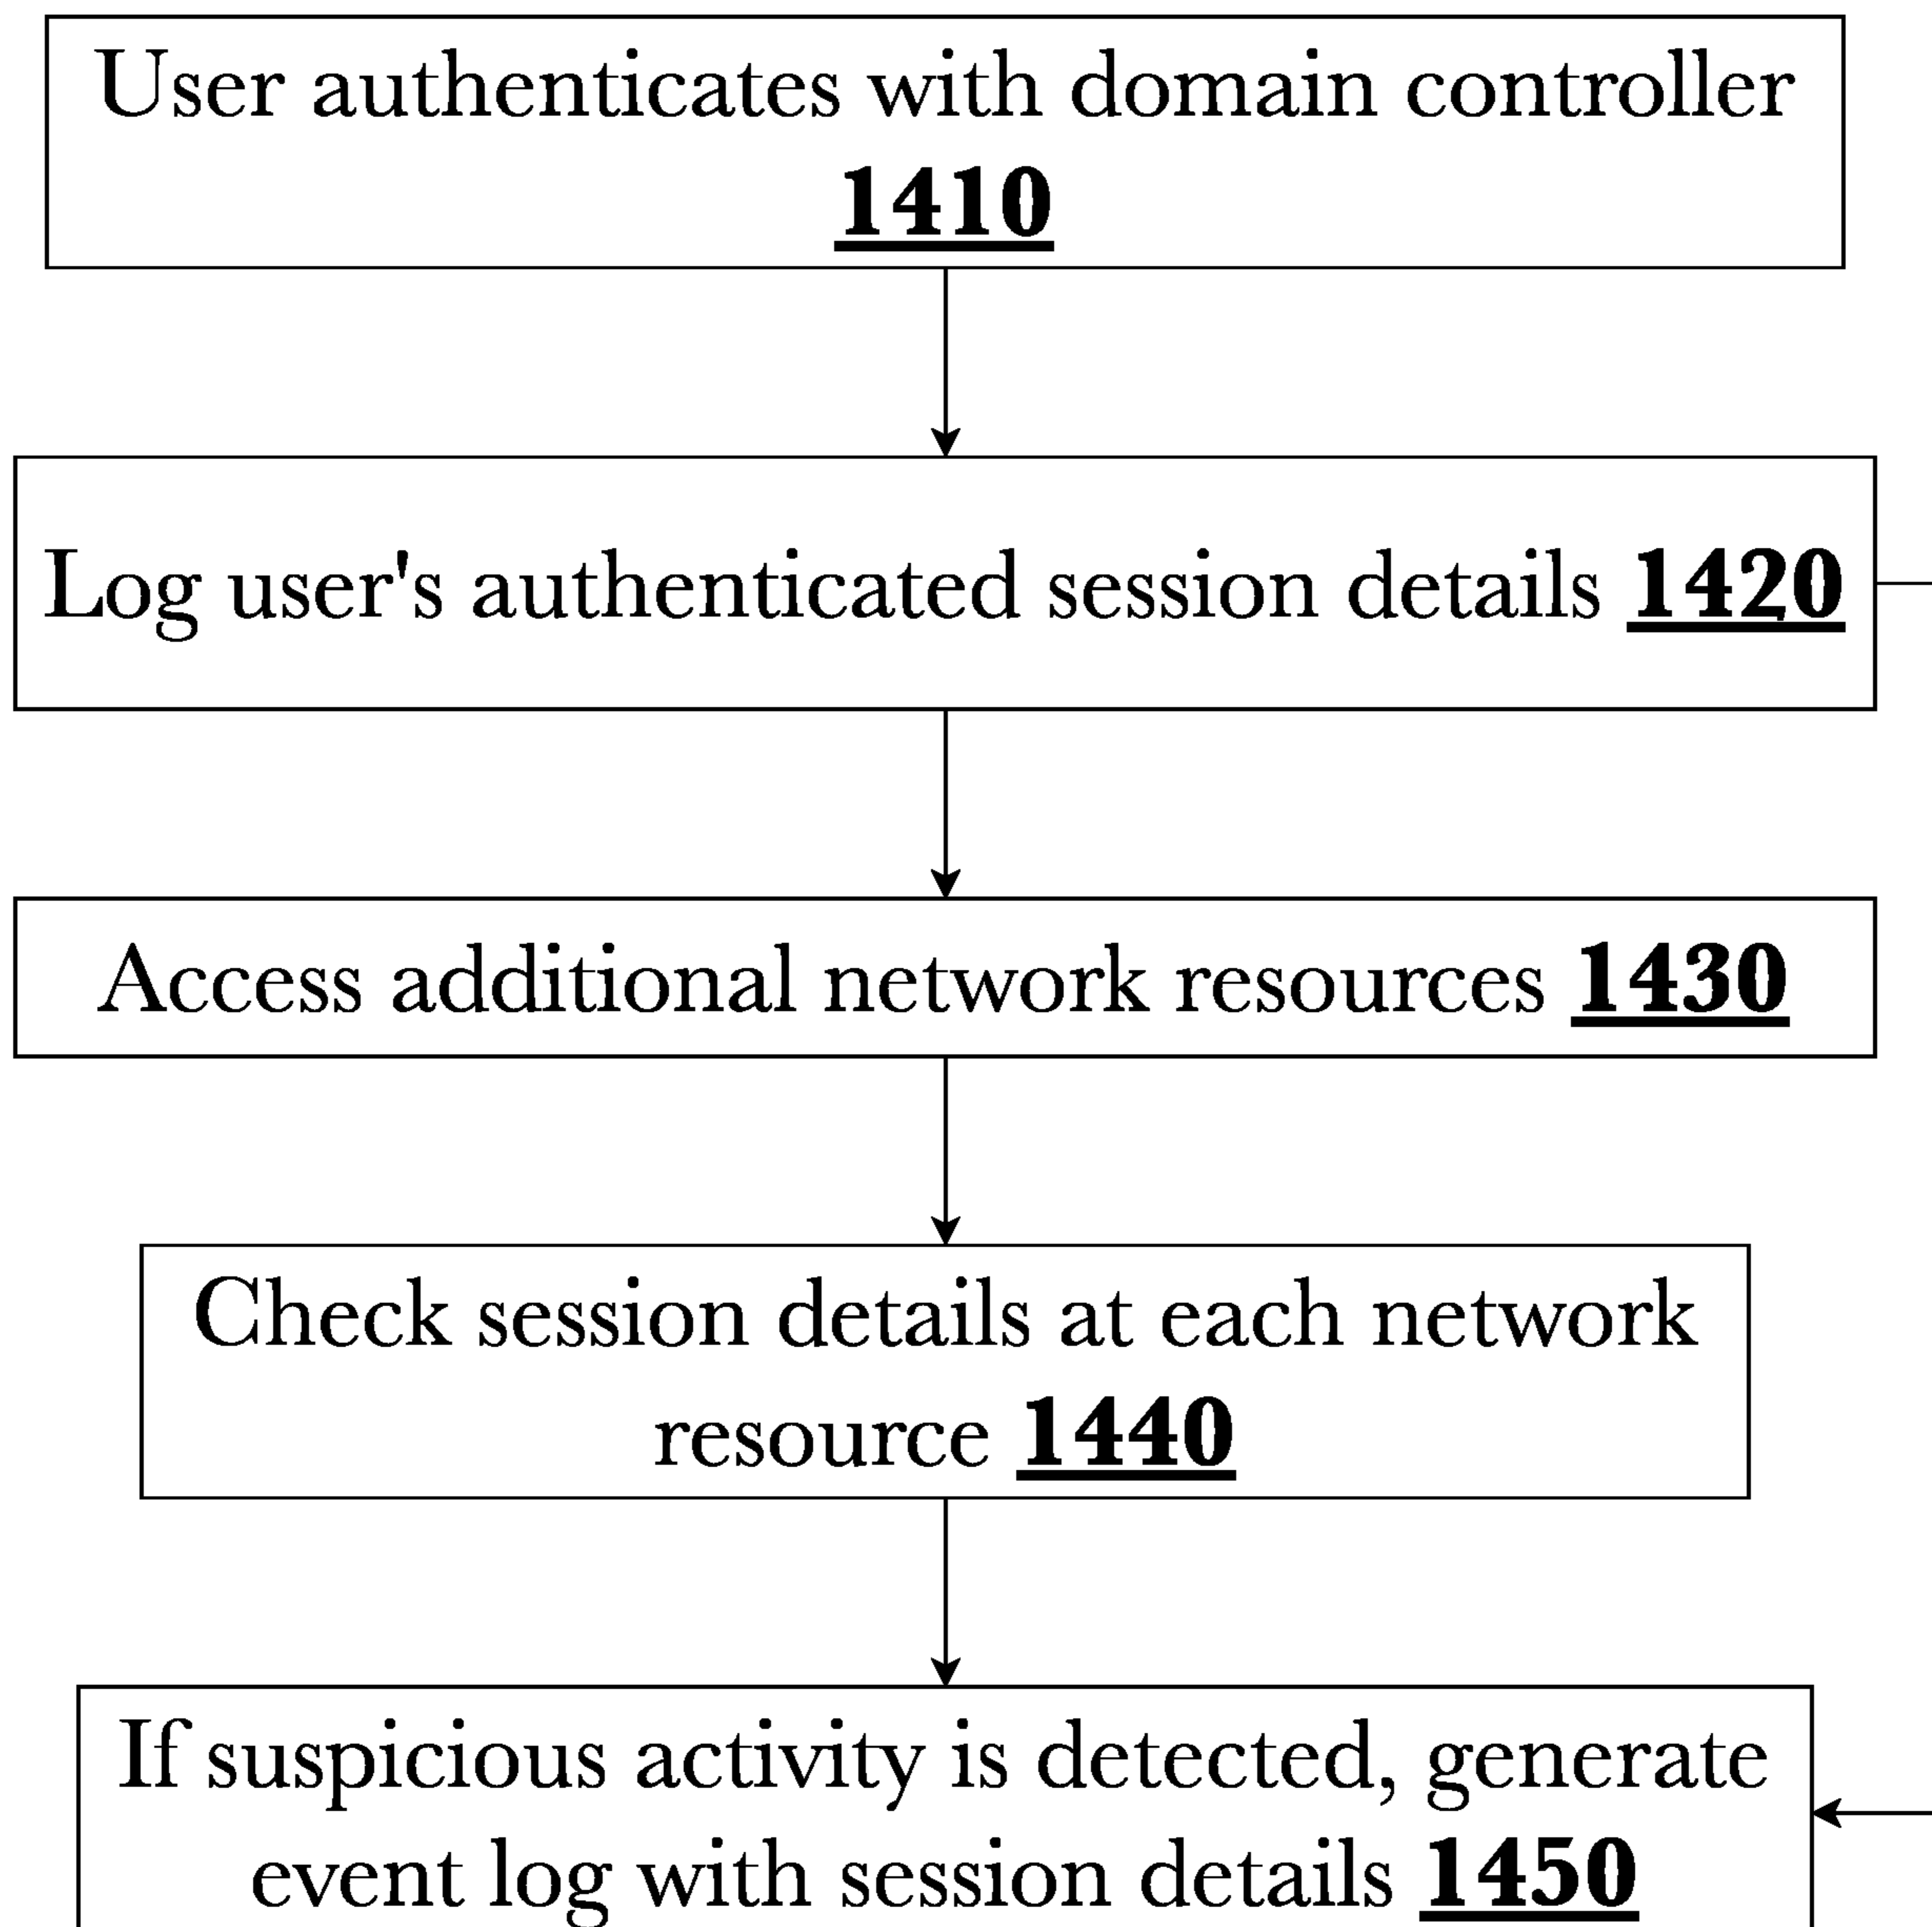 User authenticates with domain controller
1410
Log user's authenticated session details 1420
Access additional network resources 1430
Check session details at each network
resource 1440
If suspicious activity is detected, generate
event log with session details 1450